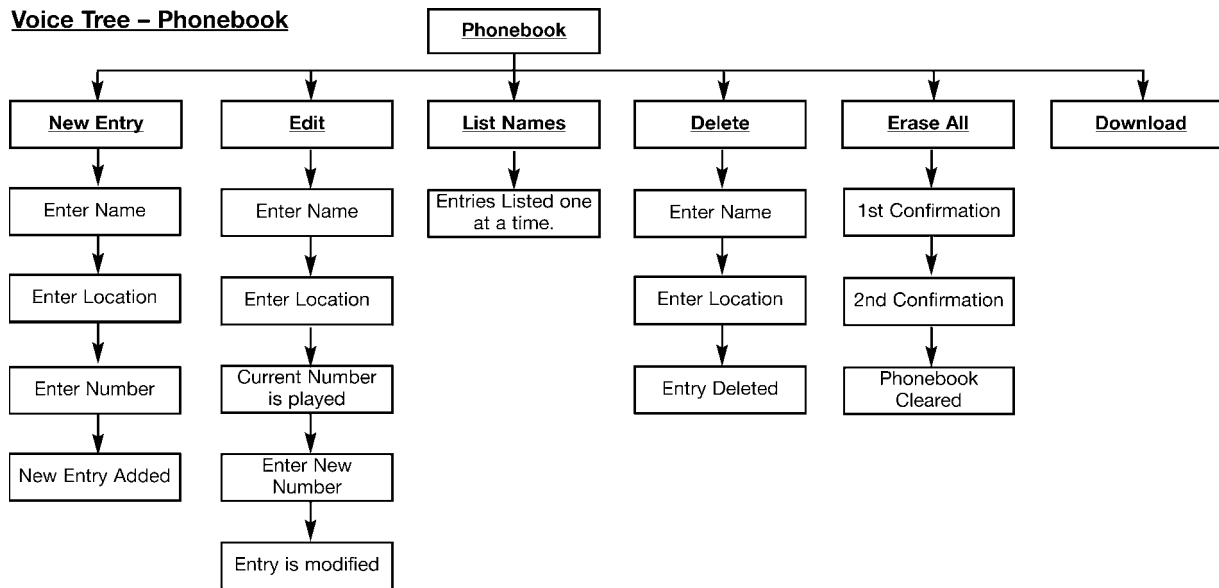 Voice Tree – Phonebook
Phonebook
New Entry
Edit
List Names
Delete
Erase All
Download
Enter Name
Enter Name
Entries Listed one
at a time.
Enter Name
1st Confirmation
Enter Location
Enter Location
Enter Location
2nd Confirmation
Enter Number
Current Number
is played
Entry Deleted
Phonebook
Cleared
New Entry Added
Enter New
Number
Entry is modified